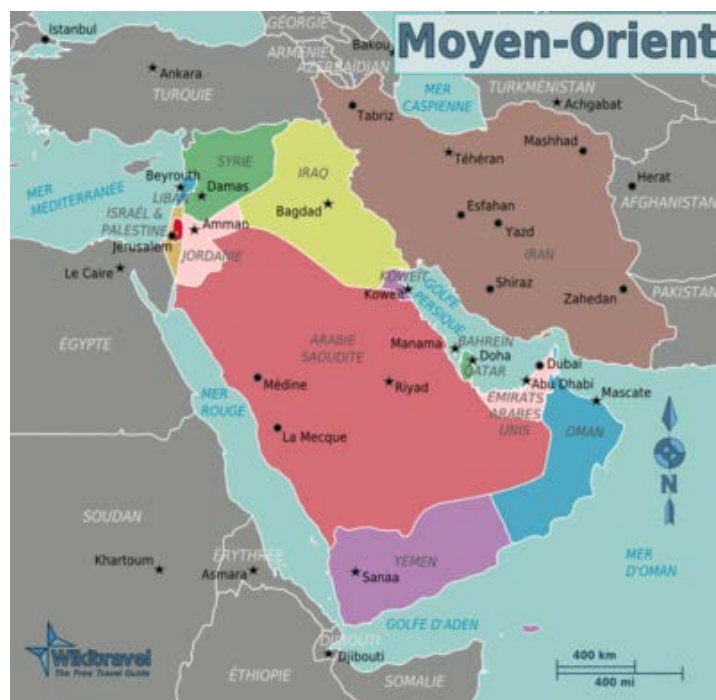 Moyen-Orient
Istanbul
GÉORGIE
ARMÉNIE
AZERBAÏDJAN
Bakou
Ankara
TURQUIE
MER
CASPIENNE
TURKMÉNISTAN
Achgabat
Tabriz
Mashhad
Téhéran
Herat
AFGHANISTAN
SYRIE
Beyrouth
Damas
LIBAN
MER
MÉDITERRANÉE
IRAQ
Bagdad
Esfahan
Yazd
IRAN
ISRAËL &
PALESTINE
Amman
Jerusalem
JORDANIE
Le Caire
KOWEÏT
Koweït
GOLFE
PERSIQUE
Shiraz
Zahedan
PAKISTAN
ÉGYPTE
ARABIE
SAOUDITE
Manama
BAHREÏN
Doha
QATAR
Dubaï
Abu Dhabi
Mascate
ÉMIRATS
ARABES
UNIS
MER
ROUGE
Médine
Riyad
La Mecque
OMAN
N
SOUDAN
Khartoum
ÉRYTHRÉE
Asmara
YÉMEN
Sanaa
MER
D'OMAN
GOLFE D'ADEN
DJIBOUTI
Djibouti
ÉTHIOPIE
SOMALIE
Wikitravel
The Free Travel Guide
400 km
400 mi